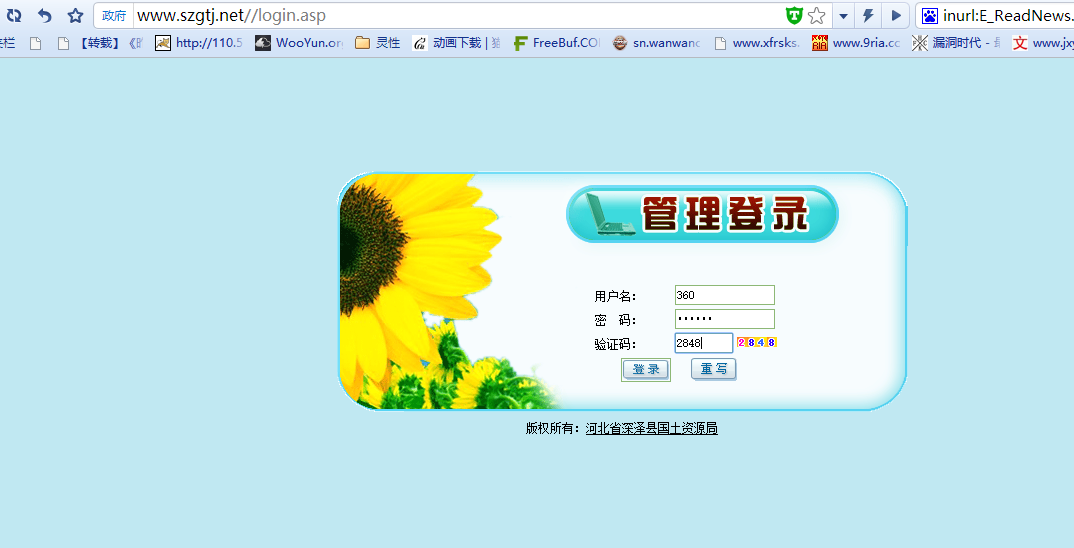 政府 www.szgtj.net//login.asp inurl:E_ReadNews.
栏 【转载】《 http://110.5 WooYun.or 灵性 动画下载 | FreeBuf.CO sn.wanwan www.xfrsks. www.9ria.cc 漏洞时代 - www.jxy
管理登录
用户名: 360
密 码: ••••••
验证码: 2848 2848
登录 重写
版权所有：河北省深泽县国土资源局